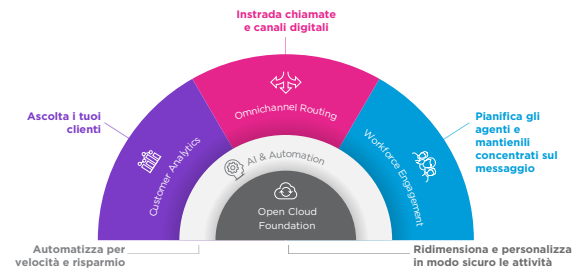 Instrada chiamate
e canali digitali
Omnichannel Routing
Ascolta i tuoi
clienti
Customer Analytics
Workforce Engagement
Pianifica gli
agenti e
mantienili
concentrati sul
messaggio
AI & Automation
Open Cloud
Foundation
Automatizza per
velocità e risparmio
Ridimensiona e personalizza
in modo sicuro le attività